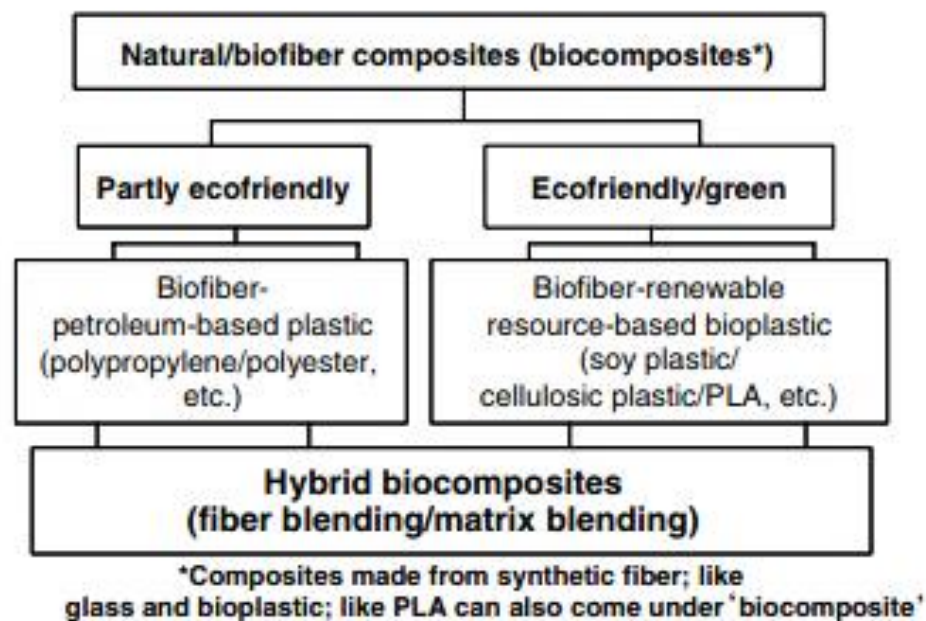 Natural/biofiber composites (biocomposites*)
Partly ecofriendly
Ecofriendly/green
Biofiber-
petroleum-based plastic
(polypropylene/polyester,
etc.)
Biofiber-renewable
resource-based bioplastic
(soy plastic/
cellulosic plastic/PLA, etc.)
Hybrid biocomposites
(fiber blending/matrix blending)
*Composites made from synthetic fiber; like
glass and bioplastic; like PLA can also come under ‘biocomposite’